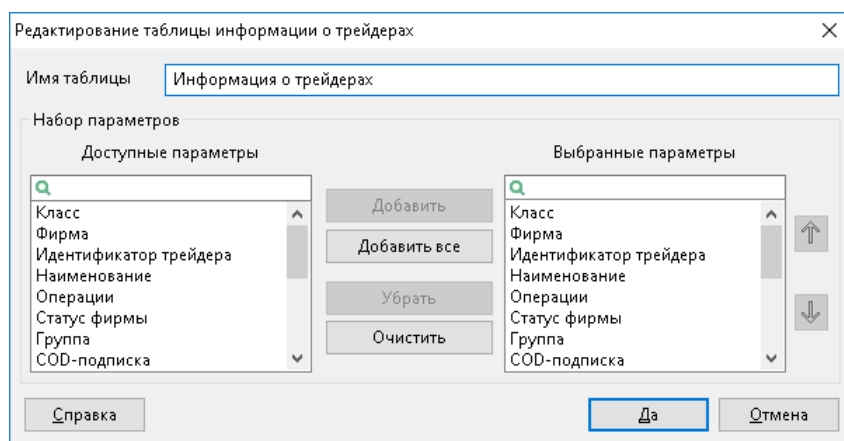 Редактирование таблицы информации о трейдерах
Имя таблицы Информация о трейдерах
Набор параметров
Доступные параметры Выбранные параметры
Класс
Фирма
Идентификатор трейдера
Наименование
Операции
Статус фирмы
Группа
COD-подписка
Добавить
Добавить все
Убрать
Очистить
Класс
Фирма
Идентификатор трейдера
Наименование
Операции
Статус фирмы
Группа
COD-подписка
Справка Да Отмена